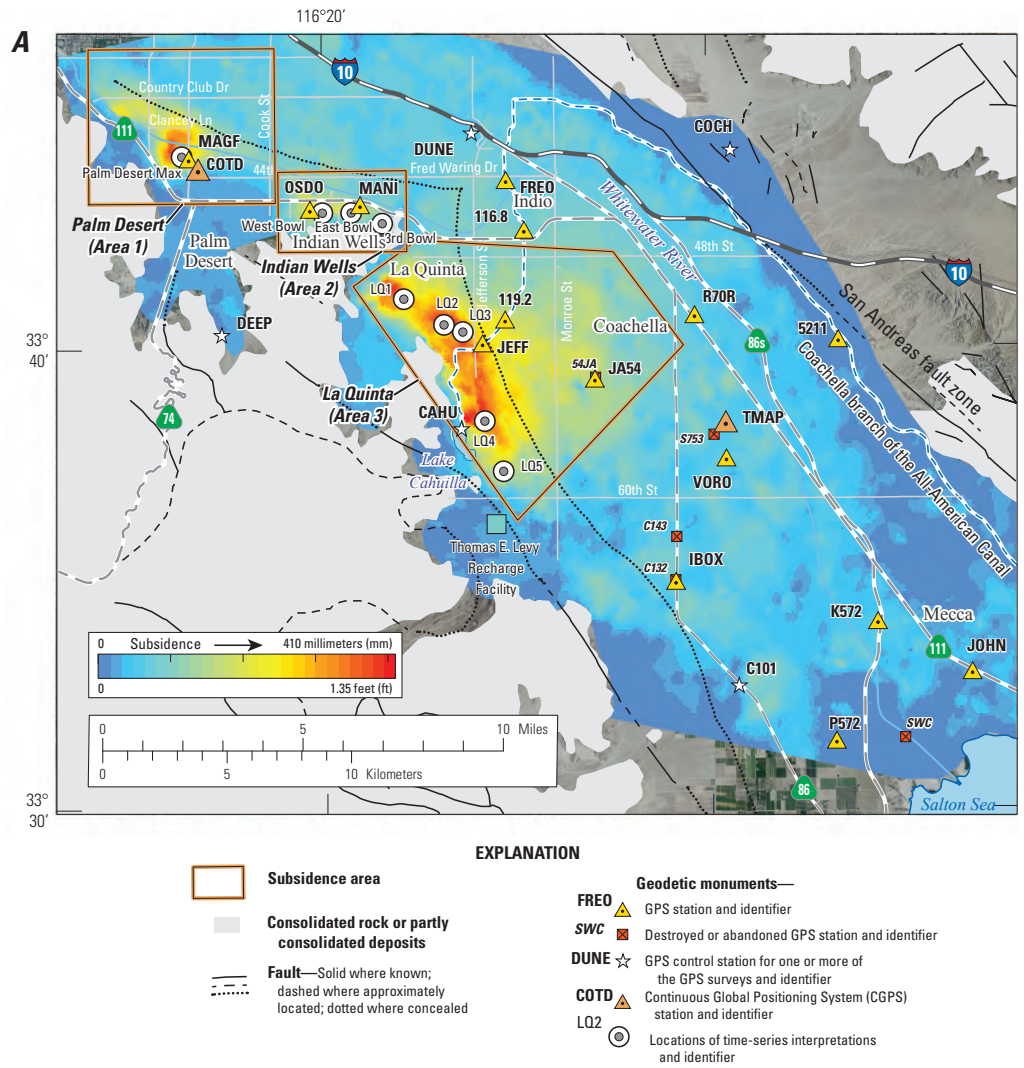 116°20'
A
10
Country Club Dr
Cook St
COCH
111
Clancey Ln
DUNE
MAGF
Fred Waring Dr
COTD
44th
Palm Desert Max
FREO
OSDO
MANI
Indio
Whitewater River
116.8
West Bowl
East Bowl
Palm Desert
(Area 1)
Indian Wells
3rd Bowl
48th St
Palm
Desert
Indian Wells
(Area 2)
La Quinta
Jefferson St
10
LQ1
LQ2
119.2
Monroe St
R70R
San Andreas fault zone
LQ3
Coachella
DEEP
5211
33°
40'
JEFF
86s
54JA
JA54
Coachella branch of the All-American Canal
La Quinta
(Area 3)
74
CAHU
TMAP
LQ4
S753
Lake
Cahuilla
LQ5
VORO
60th St
C143
Thomas E. Levy
Recharge
Facility
C132
IBOX
K572
Mecca
0 Subsidence 410 millimeters (mm)
111
JOHN
0 1.35 feet (ft)
C101
P572
SWC
0 5 10 Miles
0 5 10 Kilometers
86
Salton Sea
33°
30'
EXPLANATION
Subsidence area
Consolidated rock or partly
consolidated deposits
Fault—Solid where known;
dashed where approximately
located; dotted where concealed
Geodetic monuments—
FREO GPS station and identifier
SWC Destroyed or abandoned GPS station and identifier
DUNE GPS control station for one or more of
the GPS surveys and identifier
COTD Continuous Global Positioning System (CGPS)
station and identifier
LQ2 Locations of time-series interpretations
and identifier